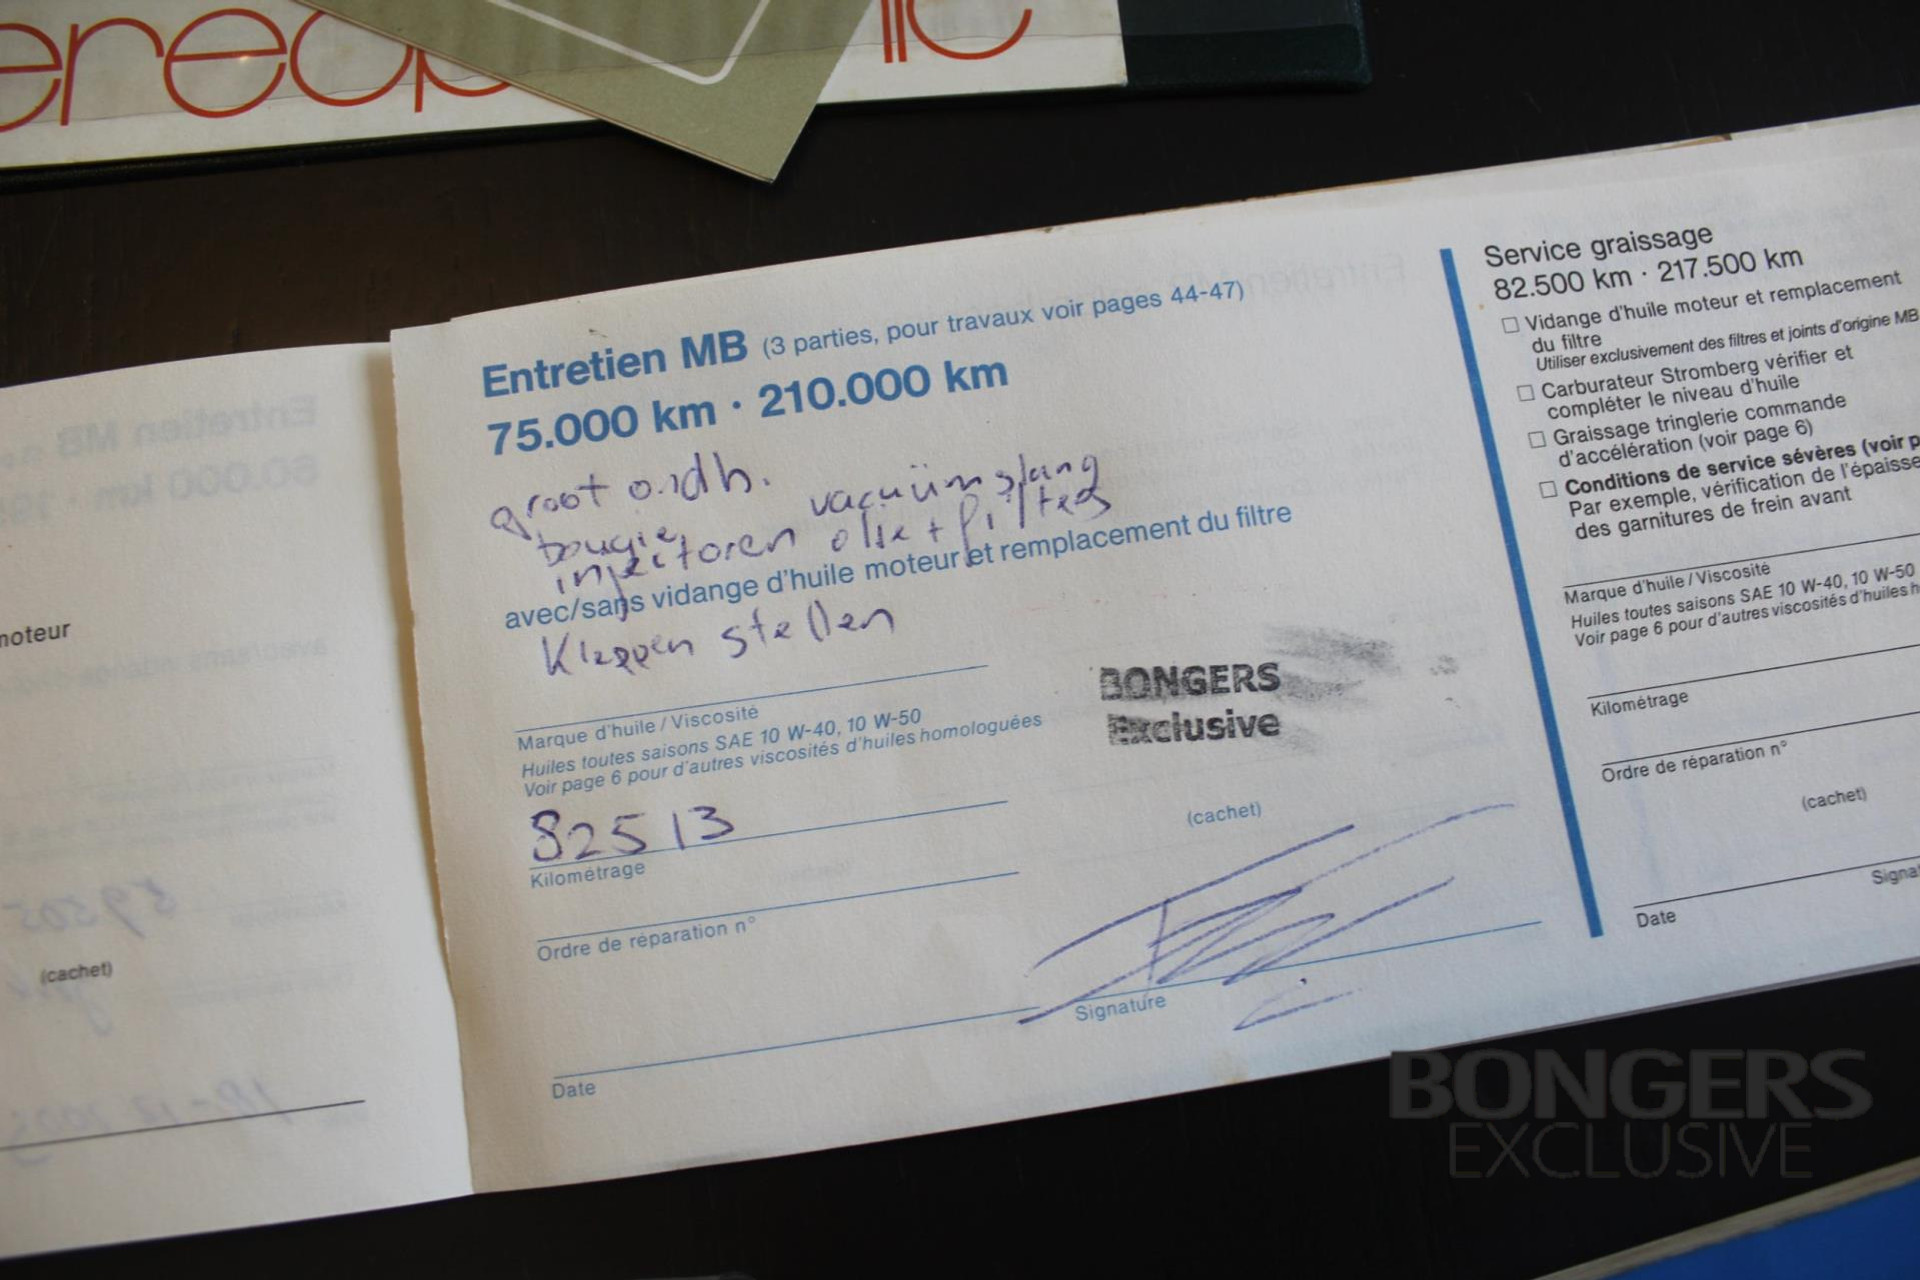 moteur
(cachet)
Entretien MB (3 parties, pour travaux voir pages 44-47)
75.000 km · 210.000 km
groot ondh.
bougie vacuümslang
injectoren olie + filters
avec/sans vidange d'huile moteur et remplacement du filtre
Kleppen stellen
Marque d'huile / Viscosité
Huiles toutes saisons SAE 10 W-40, 10 W-50
Voir page 6 pour d'autres viscosités d'huiles homologuées
BONGERS
Exclusive
82513
Kilométrage
(cachet)
Ordre de réparation n°
Signature
Date
Service graissage
82.500 km · 217.500 km
Vidange d'huile moteur et remplacement
du filtre
Utiliser exclusivement des filtres et joints d'origine MB
Carburateur Stromberg vérifier et
compléter le niveau d'huile
Graissage tringlerie commande
d'accélération (voir page 6)
Conditions de service sévères (voir
Par exemple, vérification de
des garnitures de frein avant
Marque d'huile / Viscosité
Huiles toutes saisons SAE 10 W-40, 10 W-50
Voir page 6 pour d'autres viscosités d'huiles
Kilométrage
Ordre de réparation n°
(cachet)
Date
BONGERS
EXCLUSIVE